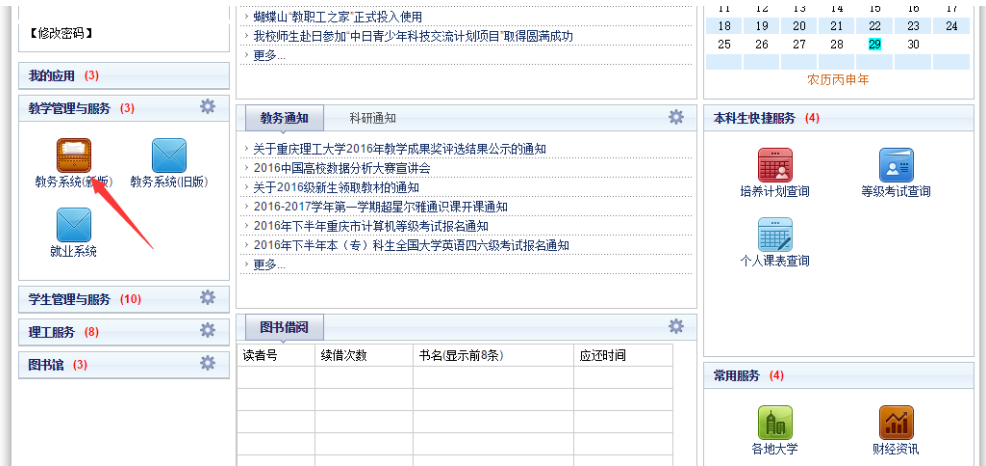 【修改密码】
我的应用 (3)
教学管理与服务 (3)
教务系统(新版)
教务系统(旧版)
就业系统
学生管理与服务 (10)
理工服务 (8)
图书馆 (3)
› 蝴蝶山“教职工之家”正式投入使用
› 我校师生赴日参加“中日青少年科技交流计划项目”取得圆满成功
› 更多...
教务通知 科研通知
› 关于重庆理工大学2016年教学成果奖评选结果公示的通知
› 2016中国高校数据分析大赛宣讲会
› 关于2016级新生领取教材的通知
› 2016-2017学年第一学期超星尔雅通识课开课通知
› 2016年下半年重庆市计算机等级考试报名通知
› 2016年下半年本（专）科生全国大学英语四六级考试报名通知
› 更多...
图书借阅
读者号 续借次数 书名(显示前8条) 应还时间
11 12 13 14 15 16 17
18 19 20 21 22 23 24
25 26 27 28 29 30
农历丙申年
本科生快捷服务 (4)
培养计划查询 等级考试查询
个人课表查询
常用服务 (4)
各地大学 财经资讯